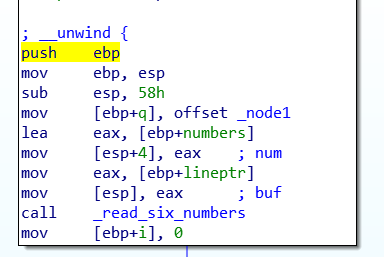 ; __unwind {
push ebp
mov ebp, esp
sub esp, 58h
mov [ebp+q], offset _node1
lea eax, [ebp+numbers]
mov [esp+4], eax ; num
mov eax, [ebp+lineptr]
mov [esp], eax ; buf
call _read_six_numbers
mov [ebp+i], 0